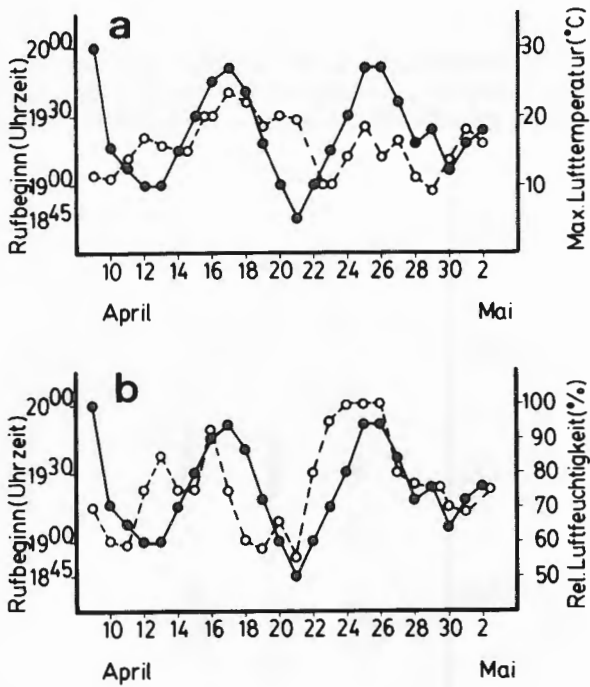 a
Rufbeginn (Uhrzeit)
20⁰⁰
19³⁰
19⁰⁰
18⁴⁵
Max. Lufttemperatur (°C)
30
20
10
10 12 14 16 18 20 22 24 26 28 30 2
April Mai
b
Rufbeginn (Uhrzeit)
20⁰⁰
19³⁰
19⁰⁰
18⁴⁵
Rel. Luftfeuchtigkeit (%)
100
90
80
70
60
50
10 12 14 16 18 20 22 24 26 28 30 2
April Mai